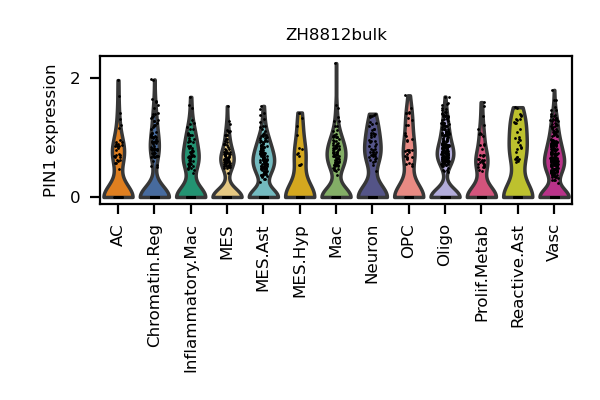 ZH8812bulk
PIN1 expression
2
0
AC
Chromatin.Reg
Inflammatory.Mac
MES
MES.Ast
MES.Hyp
Mac
Neuron
OPC
Oligo
Prolif.Metab
Reactive.Ast
Vasc